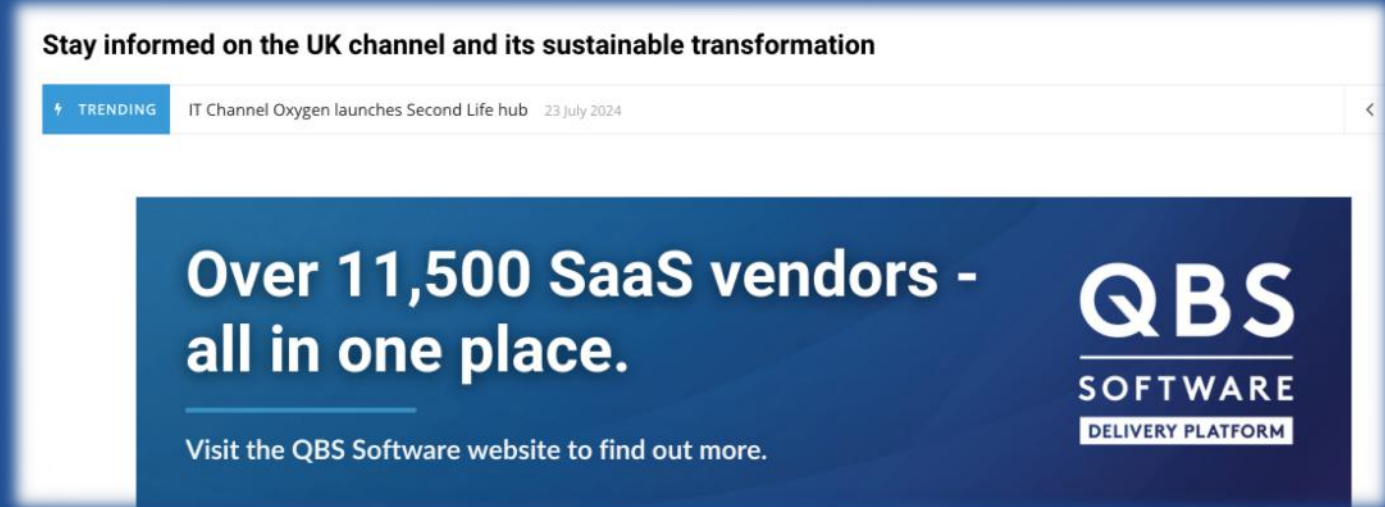 Stay informed on the UK channel and its sustainable transformation
TRENDING IT Channel Oxygen launches Second Life hub 23 July 2024
Over 11,500 SaaS vendors -
all in one place.
Visit the QBS Software website to find out more.
QBS
SOFTWARE
DELIVERY PLATFORM